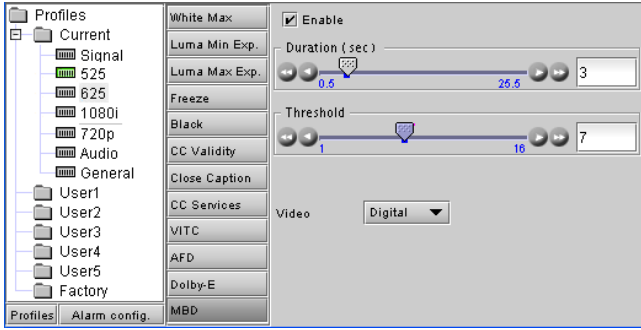 Profiles
Current
Signal
525
625
1080i
720p
Audio
General
User1
User2
User3
User4
User5
Factory
Profiles
Alarm config.
White Max
Luma Min Exp.
Luma Max Exp.
Freeze
Black
CC Validity
Close Caption
CC Services
VITC
AFD
Dolby-E
MBD
Enable
Duration ( sec )
0.5 25.5 3
Threshold
1 16 7
Video Digital